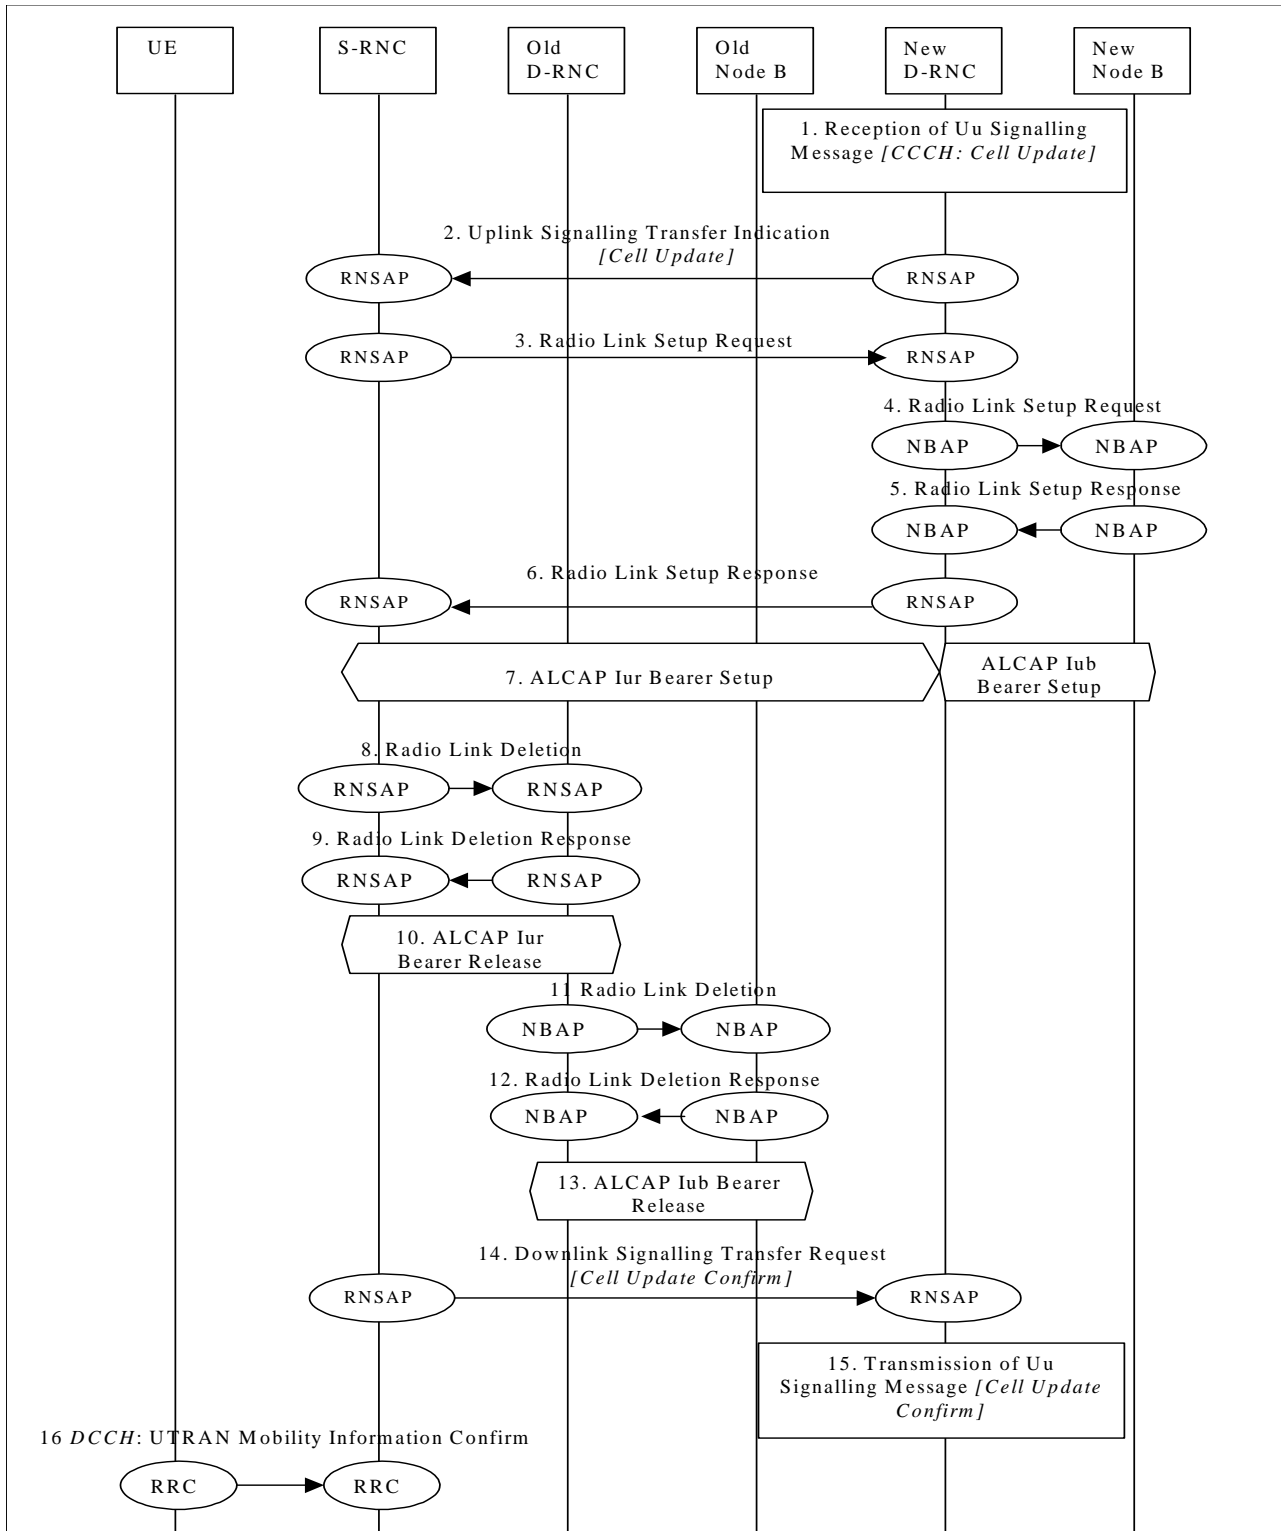 UE
S-RNC
Old
D-RNC
Old
Node B
New
D-RNC
New
Node B
1. Reception of Uu Signalling
Message [CCCH: Cell Update]
2. Uplink Signalling Transfer Indication
[Cell Update]
RNSAP
RNSAP
3. Radio Link Setup Request
RNSAP
RNSAP
4. Radio Link Setup Request
NBAP
NBAP
5. Radio Link Setup Response
NBAP
NBAP
6. Radio Link Setup Response
RNSAP
RNSAP
7. ALCAP Iur Bearer Setup
ALCAP Iub
Bearer Setup
8. Radio Link Deletion
RNSAP
RNSAP
9. Radio Link Deletion Response
RNSAP
RNSAP
10. ALCAP Iur
Bearer Release
11 Radio Link Deletion
NBAP
NBAP
12. Radio Link Deletion Response
NBAP
NBAP
13. ALCAP Iub Bearer
Release
14. Downlink Signalling Transfer Request
[Cell Update Confirm]
RNSAP
RNSAP
15. Transmission of Uu
Signalling Message [Cell Update
Confirm]
16 DCCH: UTRAN Mobility Information Confirm
RRC
RRC